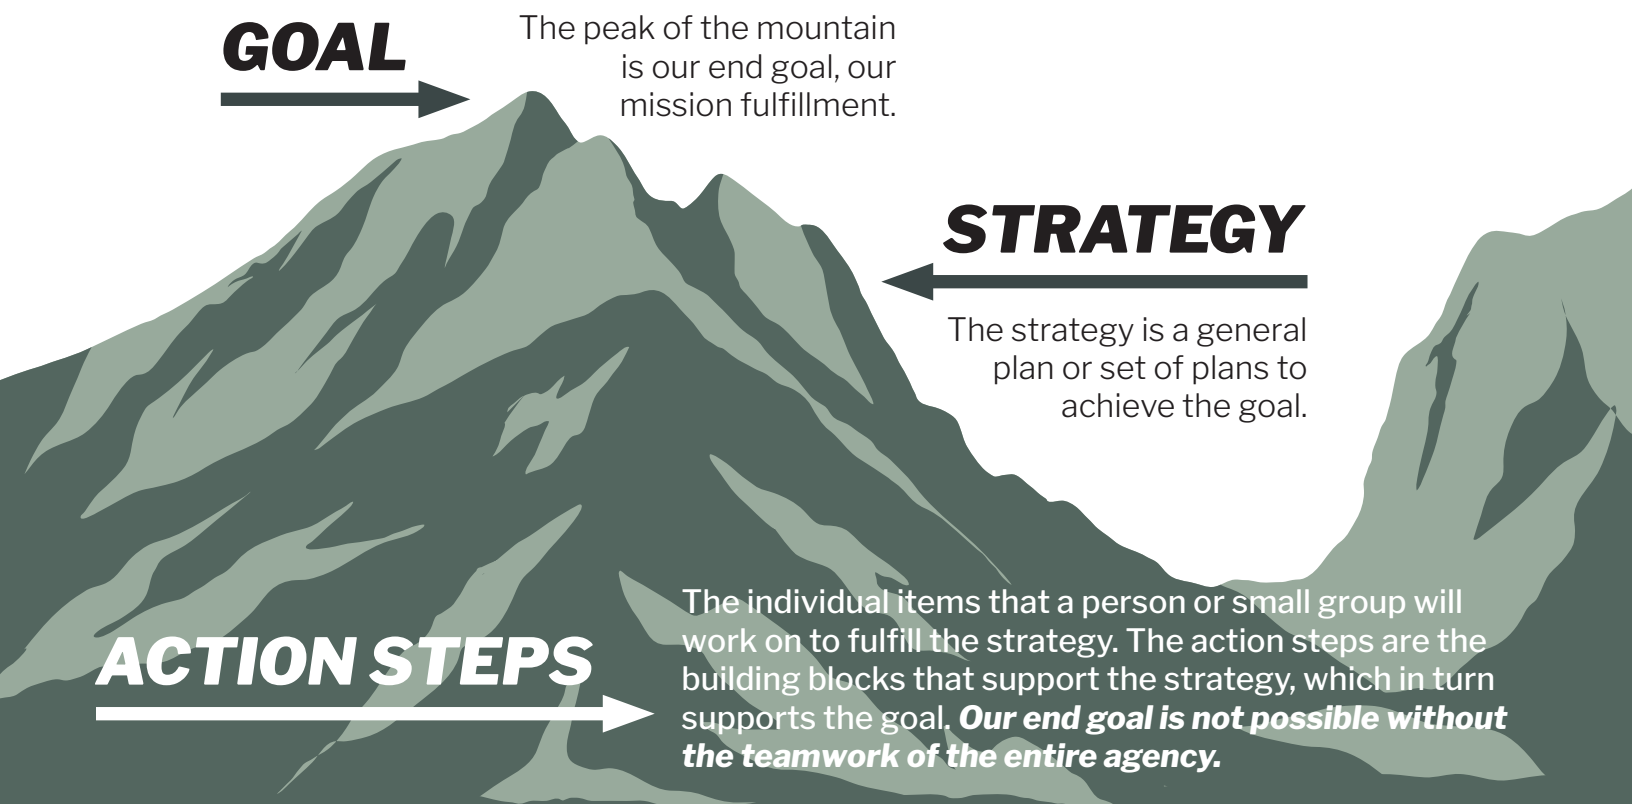 GOAL
The peak of the mountain
is our end goal, our
mission fulfillment.
STRATEGY
The strategy is a general
plan or set of plans to
achieve the goal.
ACTION STEPS
The individual items that a person or small group will
work on to fulfill the strategy. The action steps are the
building blocks that support the strategy, which in turn
supports the goal. Our end goal is not possible without
the teamwork of the entire agency.